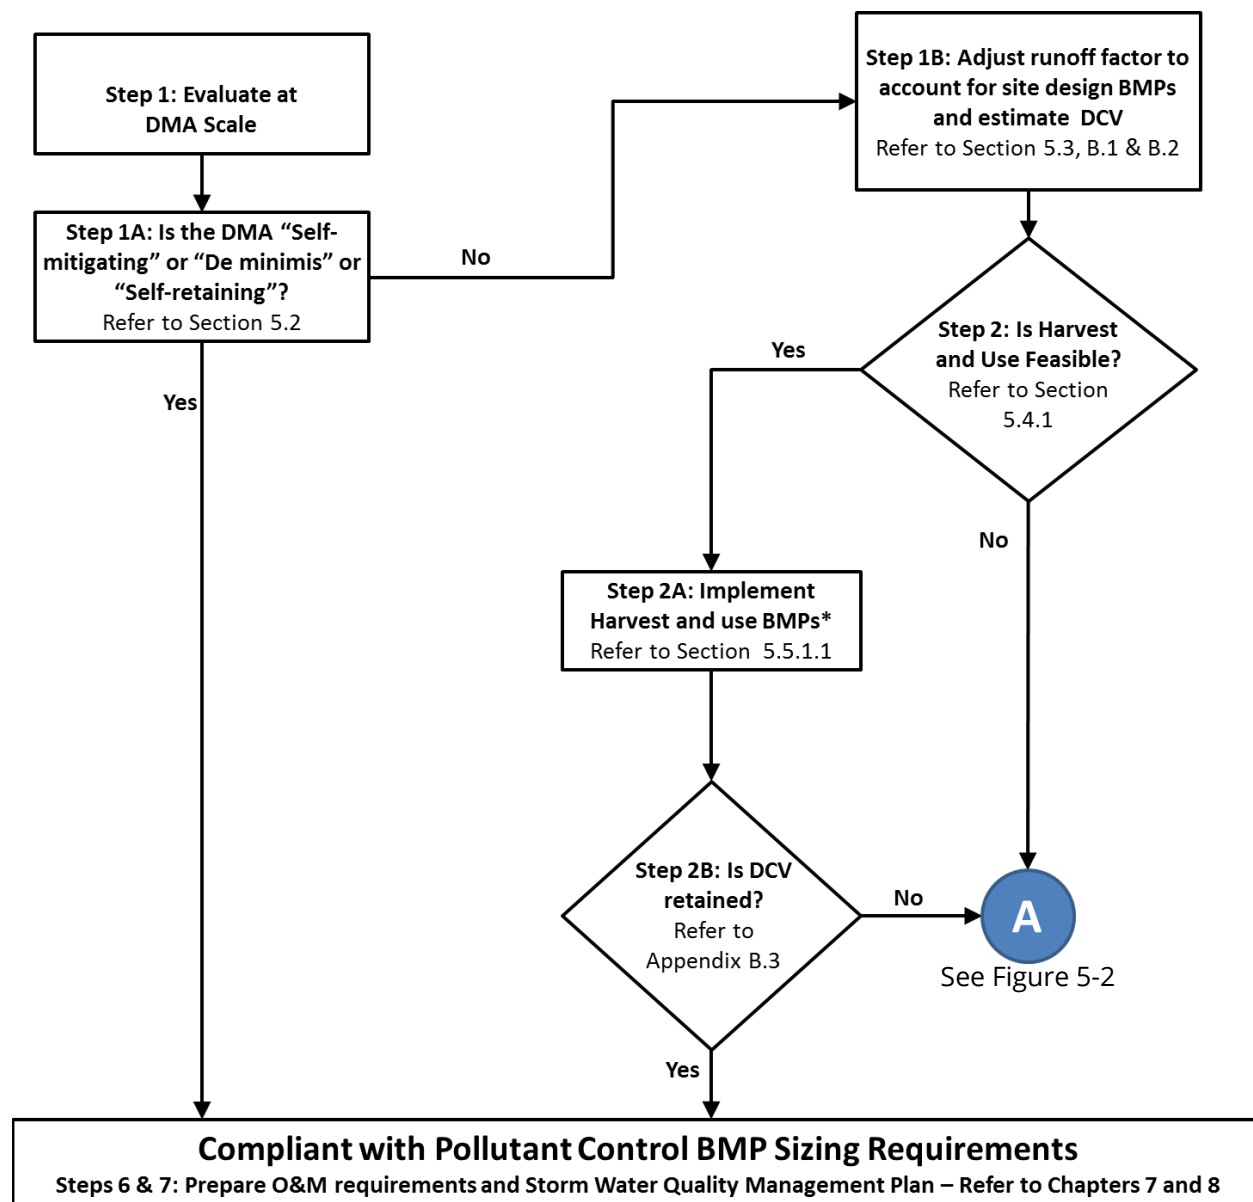 Step 1: Evaluate at
DMA Scale
Step 1A: Is the DMA “Self-
mitigating” or “De minimis” or
“Self-retaining”?
Refer to Section 5.2
No
Yes
Step 1B: Adjust runoff factor to
account for site design BMPs
and estimate DCV
Refer to Section 5.3, B.1 & B.2
Step 2: Is Harvest
and Use Feasible?
Refer to Section
5.4.1
Yes
No
Step 2A: Implement
Harvest and use BMPs*
Refer to Section 5.5.1.1
Step 2B: Is DCV
retained?
Refer to
Appendix B.3
No
A
See Figure 5-2
Yes
Compliant with Pollutant Control BMP Sizing Requirements
Steps 6 & 7: Prepare O&M requirements and Storm Water Quality Management Plan – Refer to Chapters 7 and 8